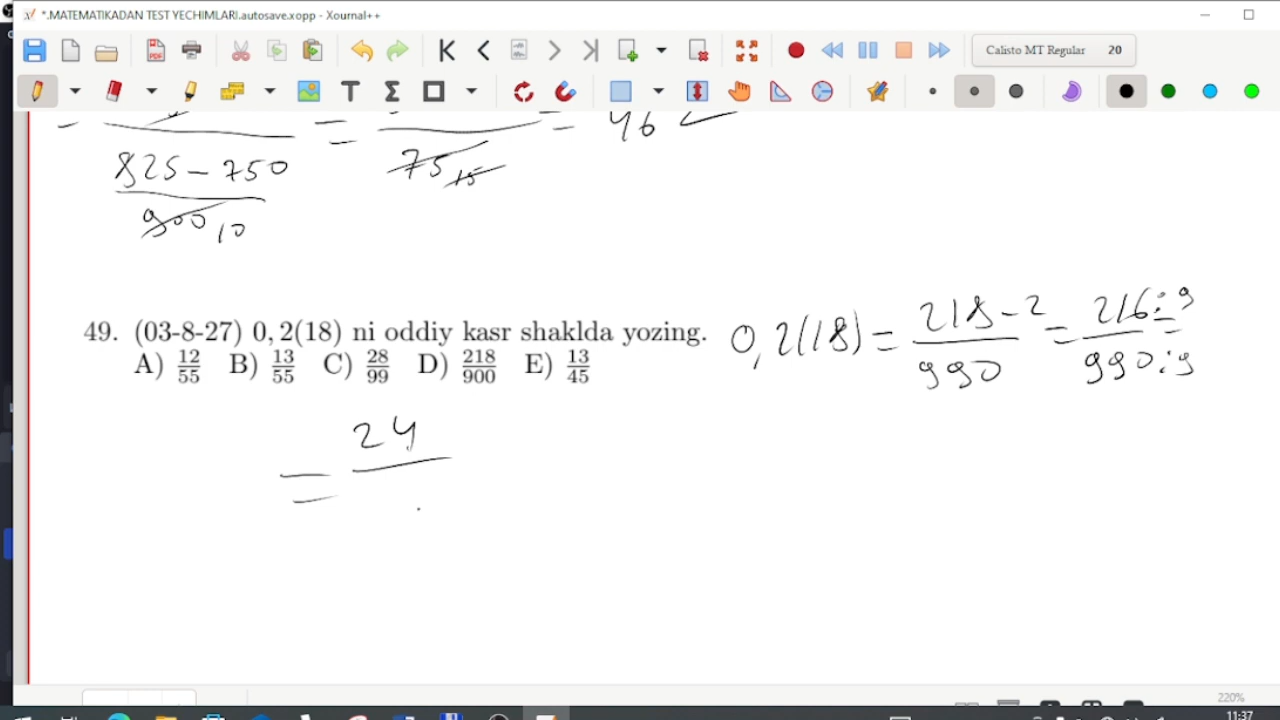 *.MATEMATIKADAN TEST YECHIMLARI.autosave.xopp - Xournal++
Calisto MT Regular 20
825-750
900 10
75 15
46
49. (03-8-27) 0,2(18) ni oddiy kasr shaklda yozing.
A) 12/55 B) 13/55 C) 28/99 D) 218/900 E) 13/45
0,2(18) = 218-2/990 = 216:9/990:9
= 24
220%
11:37